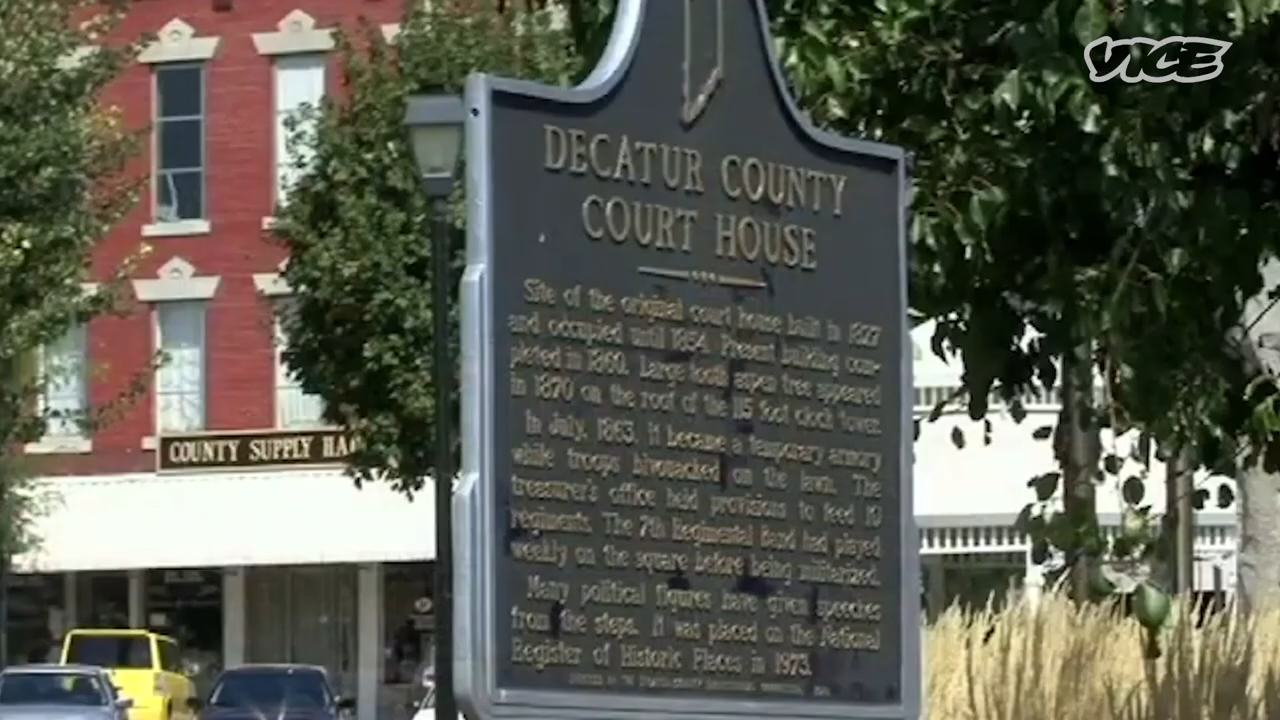 VICE
DECATUR COUNTY
COURT HOUSE
Site of the original court house built in 1827
and occupied until 1854. Present building com-
pleted in 1860. Large tooth aspen tree appeared
in 1870 on the roof of the 115 foot clock tower.
In July, 1863, it became a temporary armory
while troops bivouacked on the lawn. The
treasurer's office held provisions to feed 10
regiments. The 7th Regimental Band had played
weekly on the square before being militarized.
Many political figures have given speeches
from the steps. It was placed on the National
Register of Historic Places in 1973.
COUNTY SUPPLY HA